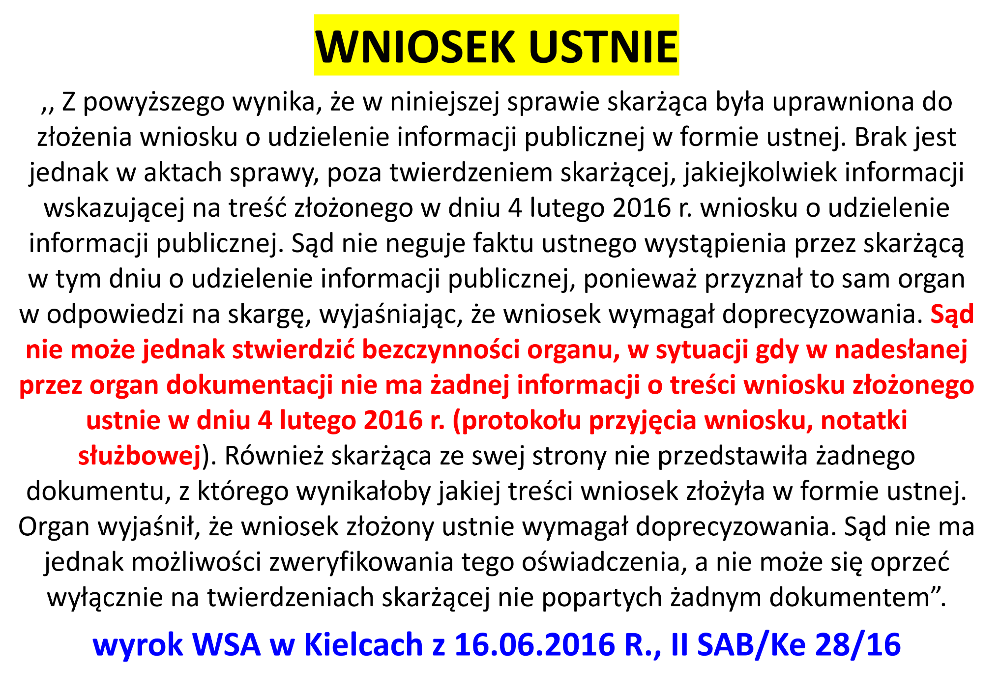 WNIOSEK USTNIE
,, Z powyższego wynika, że w niniejszej sprawie skarżąca była uprawniona do
złożenia wniosku o udzielenie informacji publicznej w formie ustnej. Brak jest
jednak w aktach sprawy, poza twierdzeniem skarżącej, jakiejkolwiek informacji
wskazującej na treść złożonego w dniu 4 lutego 2016 r. wniosku o udzielenie
informacji publicznej. Sąd nie neguje faktu ustnego wystąpienia przez skarżącą
w tym dniu o udzielenie informacji publicznej, ponieważ przyznał to sam organ
w odpowiedzi na skargę, wyjaśniając, że wniosek wymagał doprecyzowania. Sąd
nie może jednak stwierdzić bezczynności organu, w sytuacji gdy w nadesłanej
przez organ dokumentacji nie ma żadnej informacji o treści wniosku złożonego
ustnie w dniu 4 lutego 2016 r. (protokołu przyjęcia wniosku, notatki
służbowej). Również skarżąca ze swej strony nie przedstawiła żadnego
dokumentu, z którego wynikałoby jakiej treści wniosek złożyła w formie ustnej.
Organ wyjaśnił, że wniosek złożony ustnie wymagał doprecyzowania. Sąd nie ma
jednak możliwości zweryfikowania tego oświadczenia, a nie może się oprzeć
wyłącznie na twierdzeniach skarżącej nie popartych żadnym dokumentem”.
wyrok WSA w Kielcach z 16.06.2016 R., II SAB/Ke 28/16